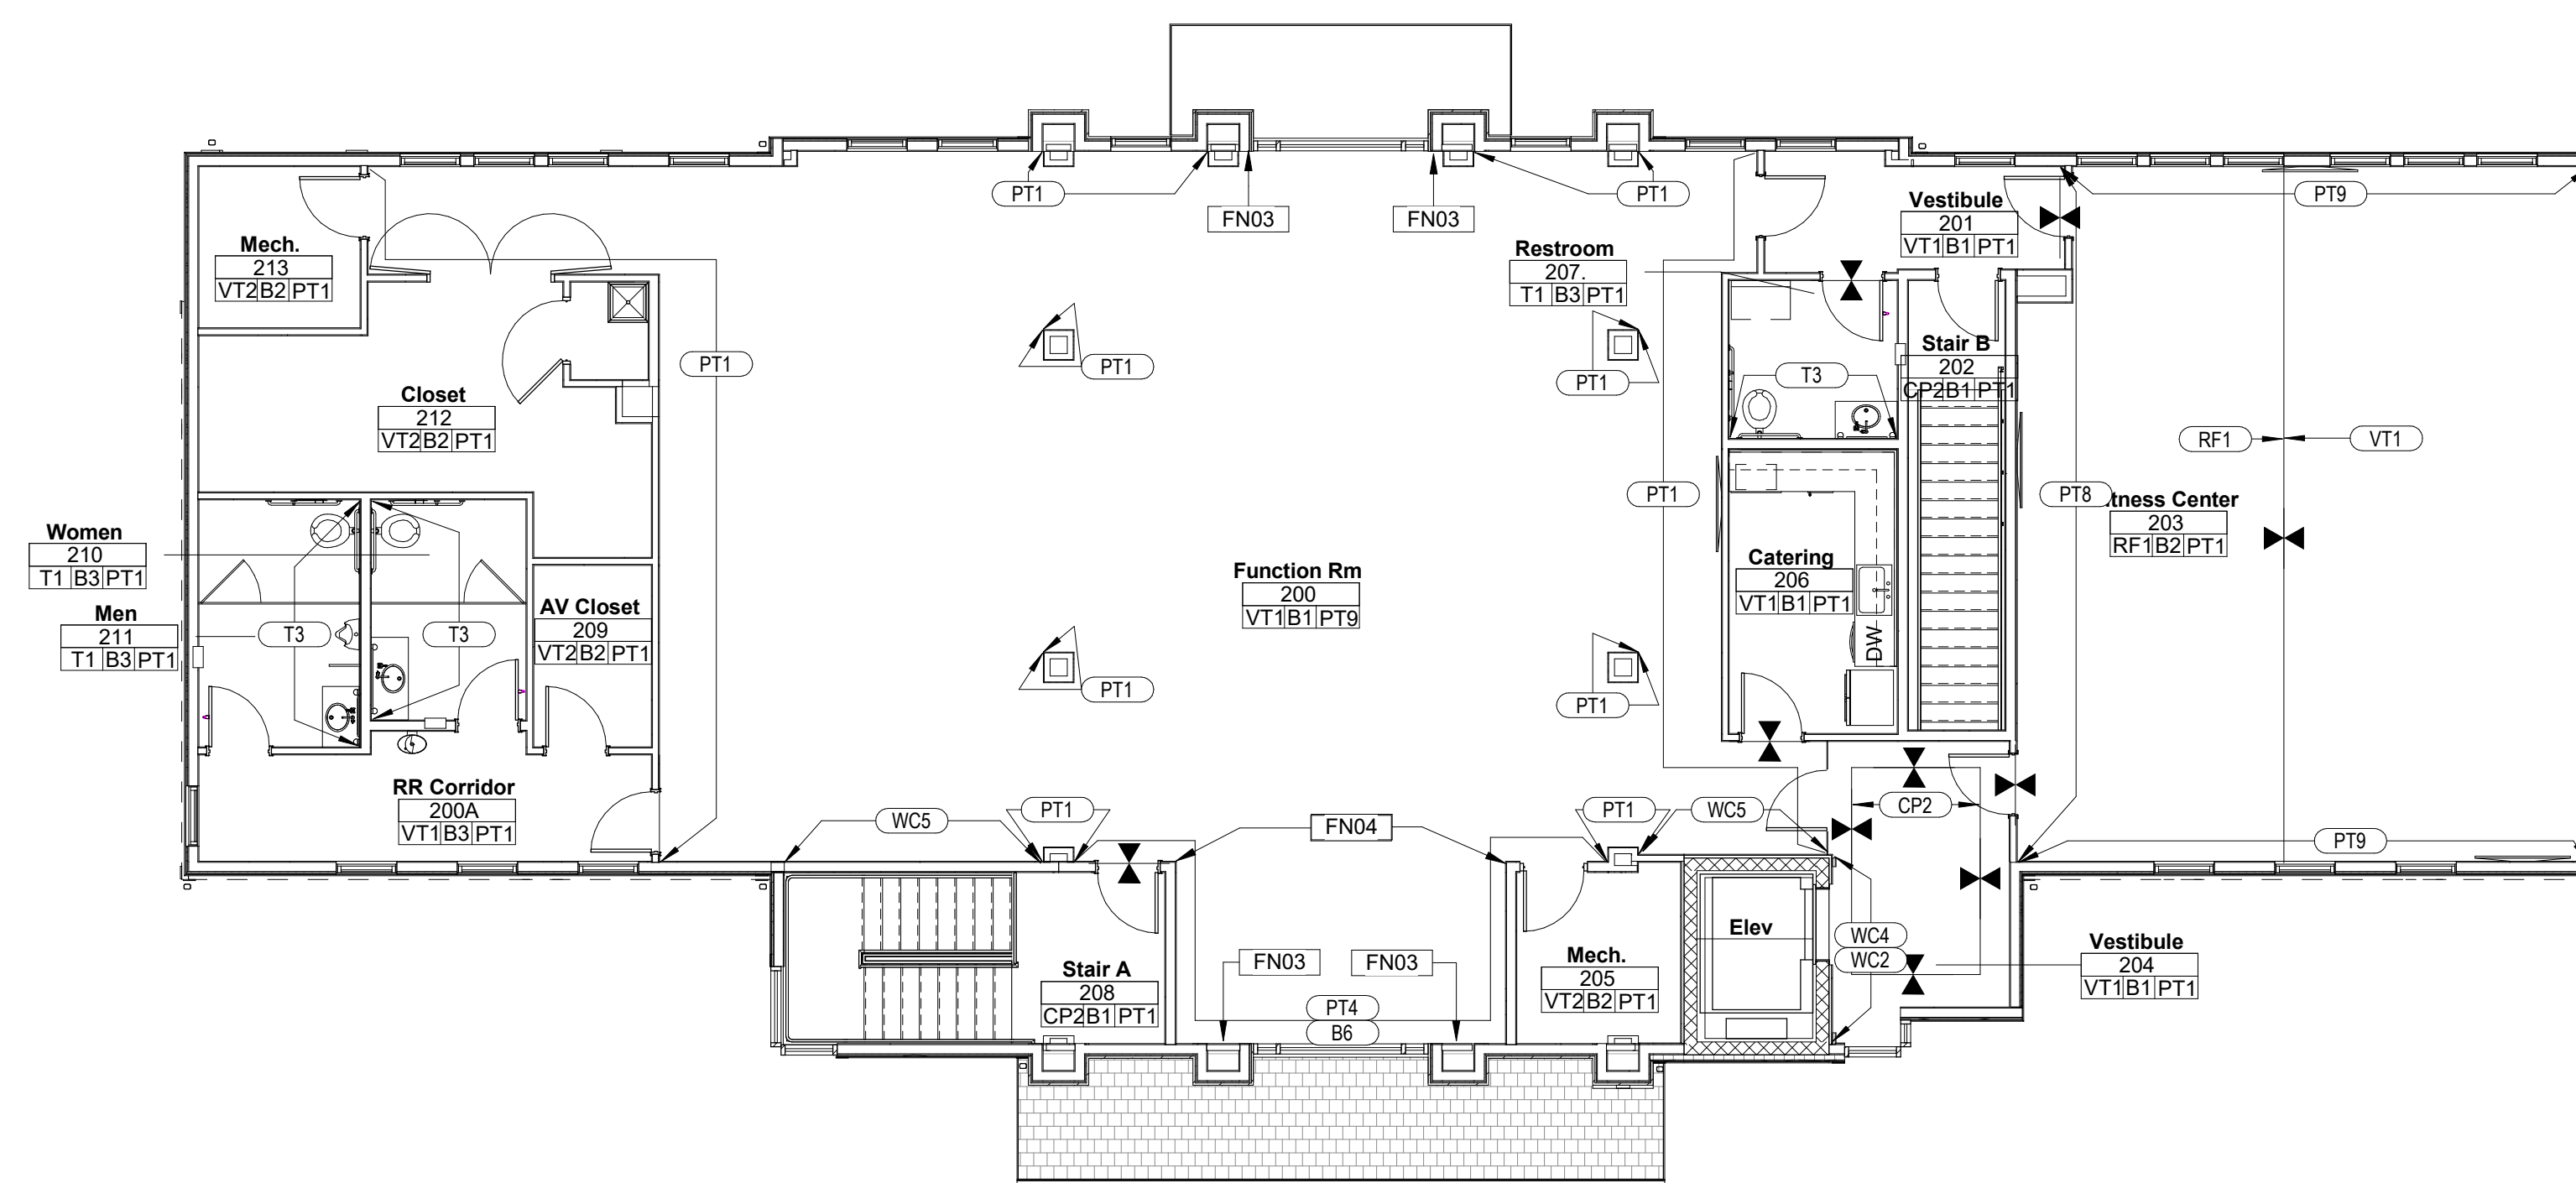 PT1
FN03
FN03
PT1
Vestibule
201
VT1 B1 PT1
PT9
Mech.
213
VT2 B2 PT1
Restroom
207.
T1 B3 PT1
PT1
PT1
PT1
T3
Stair B
202
CP2 B1 PT1
Closet
212
VT2 B2 PT1
RF1
VT1
PT1
PT8
tness Center
203
RF1 B2 PT1
Women
210
T1 B3 PT1
Men
211
T1 B3 PT1
T3
T3
AV Closet
209
VT2 B2 PT1
Function Rm
200
VT1 B1 PT9
Catering
206
VT1 B1 PT1
DW
PT1
PT1
RR Corridor
200A
VT1 B3 PT1
WC5
PT1
FN04
PT1
WC5
CP2
PT9
Stair A
208
CP2 B1 PT1
FN03
FN03
PT4
B6
Mech.
205
VT2 B2 PT1
Elev
WC4
WC2
Vestibule
204
VT1 B1 PT1